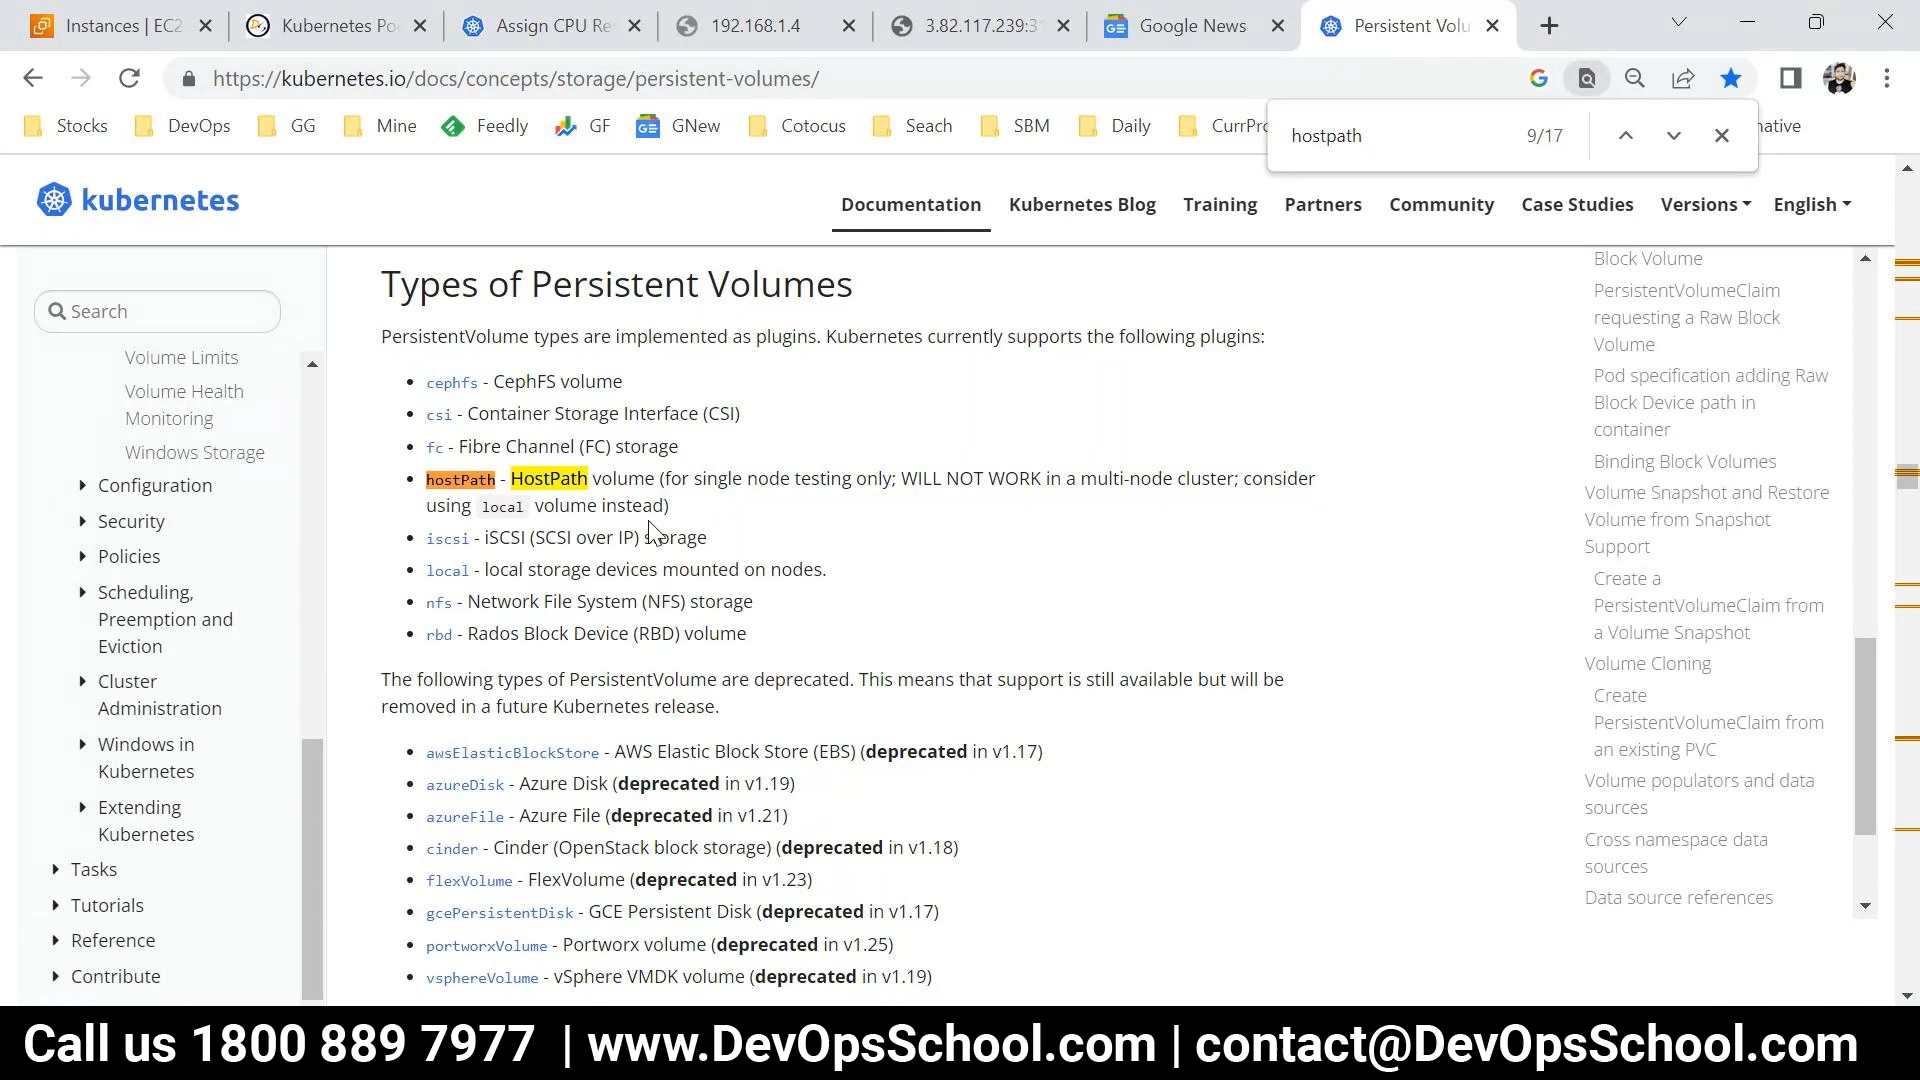 Instances | EC2
Kubernetes Po
Assign CPU Re
192.168.1.4
3.82.117.239:3
Google News
Persistent Volu
https://kubernetes.io/docs/concepts/storage/persistent-volumes/
Stocks
DevOps
GG
Mine
Feedly
GF
GNew
Cotocus
Seach
SBM
Daily
CurrPro
native
hostpath
9/17
kubernetes
Documentation
Kubernetes Blog
Training
Partners
Community
Case Studies
Versions
English
Search
Volume Limits
Volume Health
Monitoring
Windows Storage
Configuration
Security
Policies
Scheduling,
Preemption and
Eviction
Cluster
Administration
Windows in
Kubernetes
Extending
Kubernetes
Tasks
Tutorials
Reference
Contribute
Types of Persistent Volumes
PersistentVolume types are implemented as plugins. Kubernetes currently supports the following plugins:
cephfs - CephFS volume
csi - Container Storage Interface (CSI)
fc - Fibre Channel (FC) storage
hostPath - HostPath volume (for single node testing only; WILL NOT WORK in a multi-node cluster; consider
using local volume instead)
iscsi - iSCSI (SCSI over IP) storage
local - local storage devices mounted on nodes.
nfs - Network File System (NFS) storage
rbd - Rados Block Device (RBD) volume
The following types of PersistentVolume are deprecated. This means that support is still available but will be
removed in a future Kubernetes release.
awsElasticBlockStore - AWS Elastic Block Store (EBS) (deprecated in v1.17)
azureDisk - Azure Disk (deprecated in v1.19)
azureFile - Azure File (deprecated in v1.21)
cinder - Cinder (OpenStack block storage) (deprecated in v1.18)
flexVolume - FlexVolume (deprecated in v1.23)
gcePersistentDisk - GCE Persistent Disk (deprecated in v1.17)
portworxVolume - Portworx volume (deprecated in v1.25)
vsphereVolume - vSphere VMDK volume (deprecated in v1.19)
Block Volume
PersistentVolumeClaim
requesting a Raw Block
Volume
Pod specification adding Raw
Block Device path in
container
Binding Block Volumes
Volume Snapshot and Restore
Volume from Snapshot
Support
Create a
PersistentVolumeClaim from
a Volume Snapshot
Volume Cloning
Create
PersistentVolumeClaim from
an existing PVC
Volume populators and data
sources
Cross namespace data
sources
Data source references
Call us 1800 889 7977 | www.DevOpsSchool.com | contact@DevOpsSchool.com